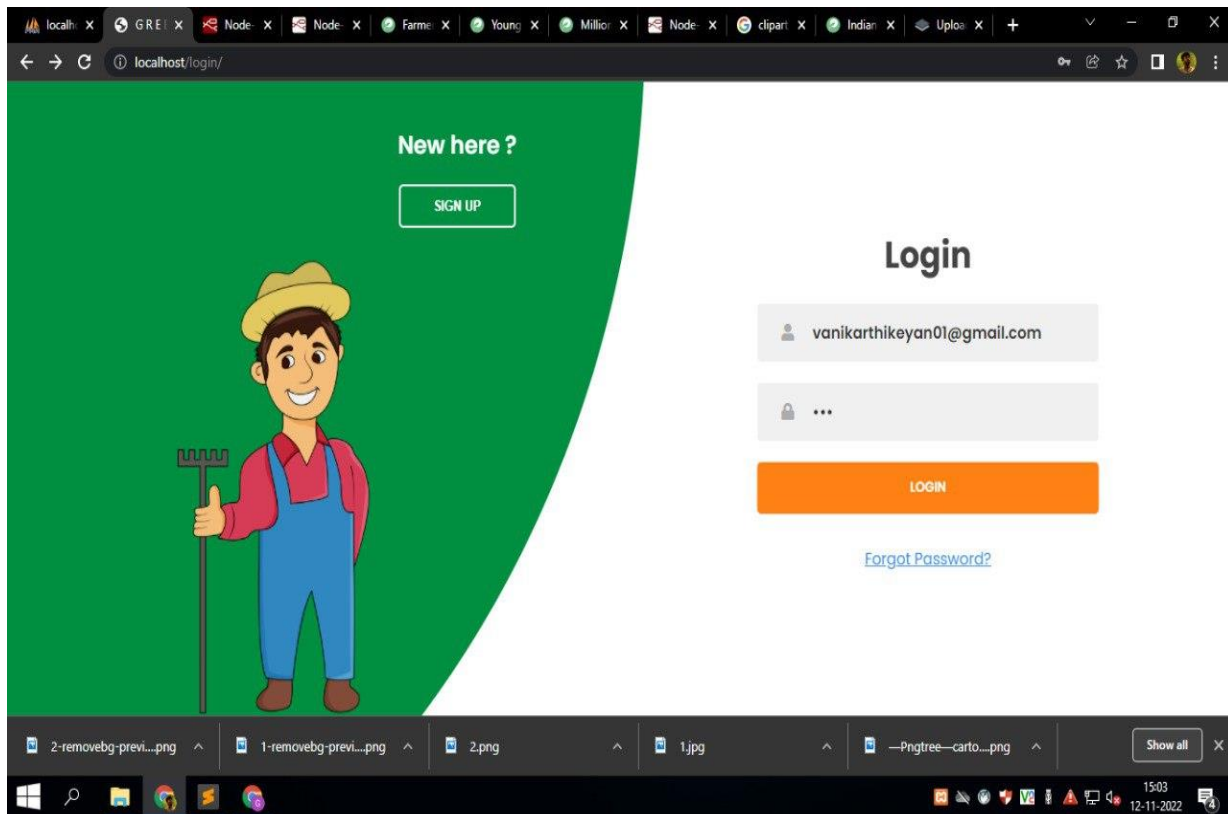 localh
G R E E
Node-
Node-
Farme
Young
Million
Node-
clipart
Indian
Uploa
localhost/login/
New here ?
SIGN UP
Login
vanikarthikeyan01@gmail.com
LOGIN
Forgot Password?
2-removebg-previ....png
1-removebg-previ....png
2.png
1.jpg
—Pngtree—carto....png
Show all
15:03
12-11-2022
4